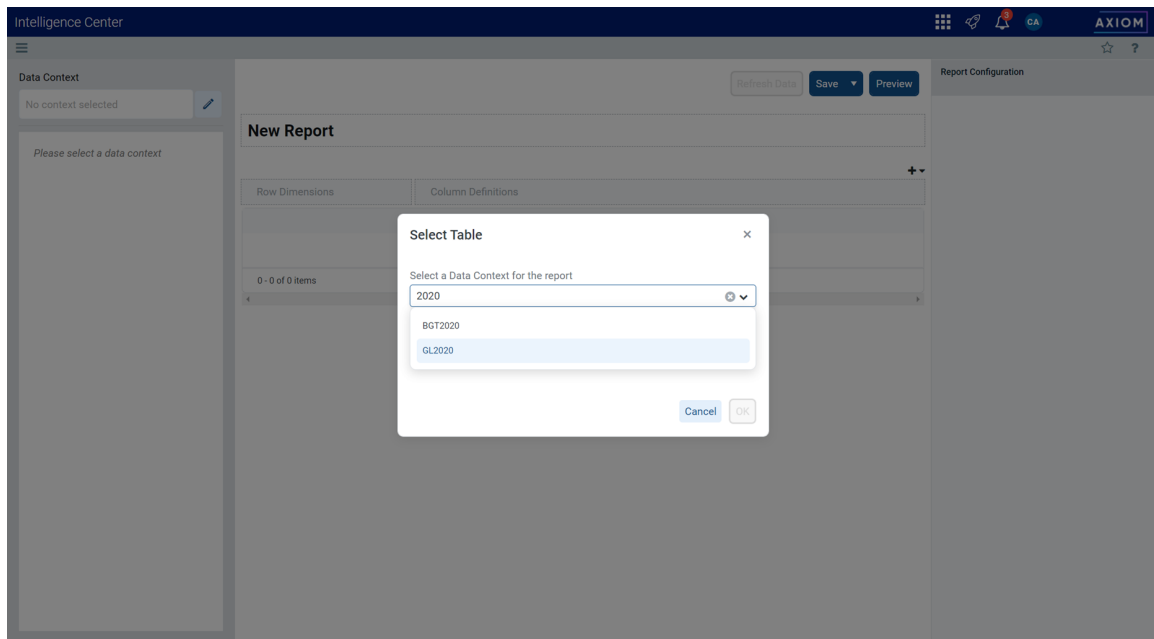 Intelligence Center
3
CA
AXIOM
?
Data Context
No context selected
Please select a data context
Refresh Data
Save
Preview
New Report
Row Dimensions
Column Definitions
0 - 0 of 0 items
Select Table
Select a Data Context for the report
2020
BGT2020
GL2020
Cancel
OK
Report Configuration